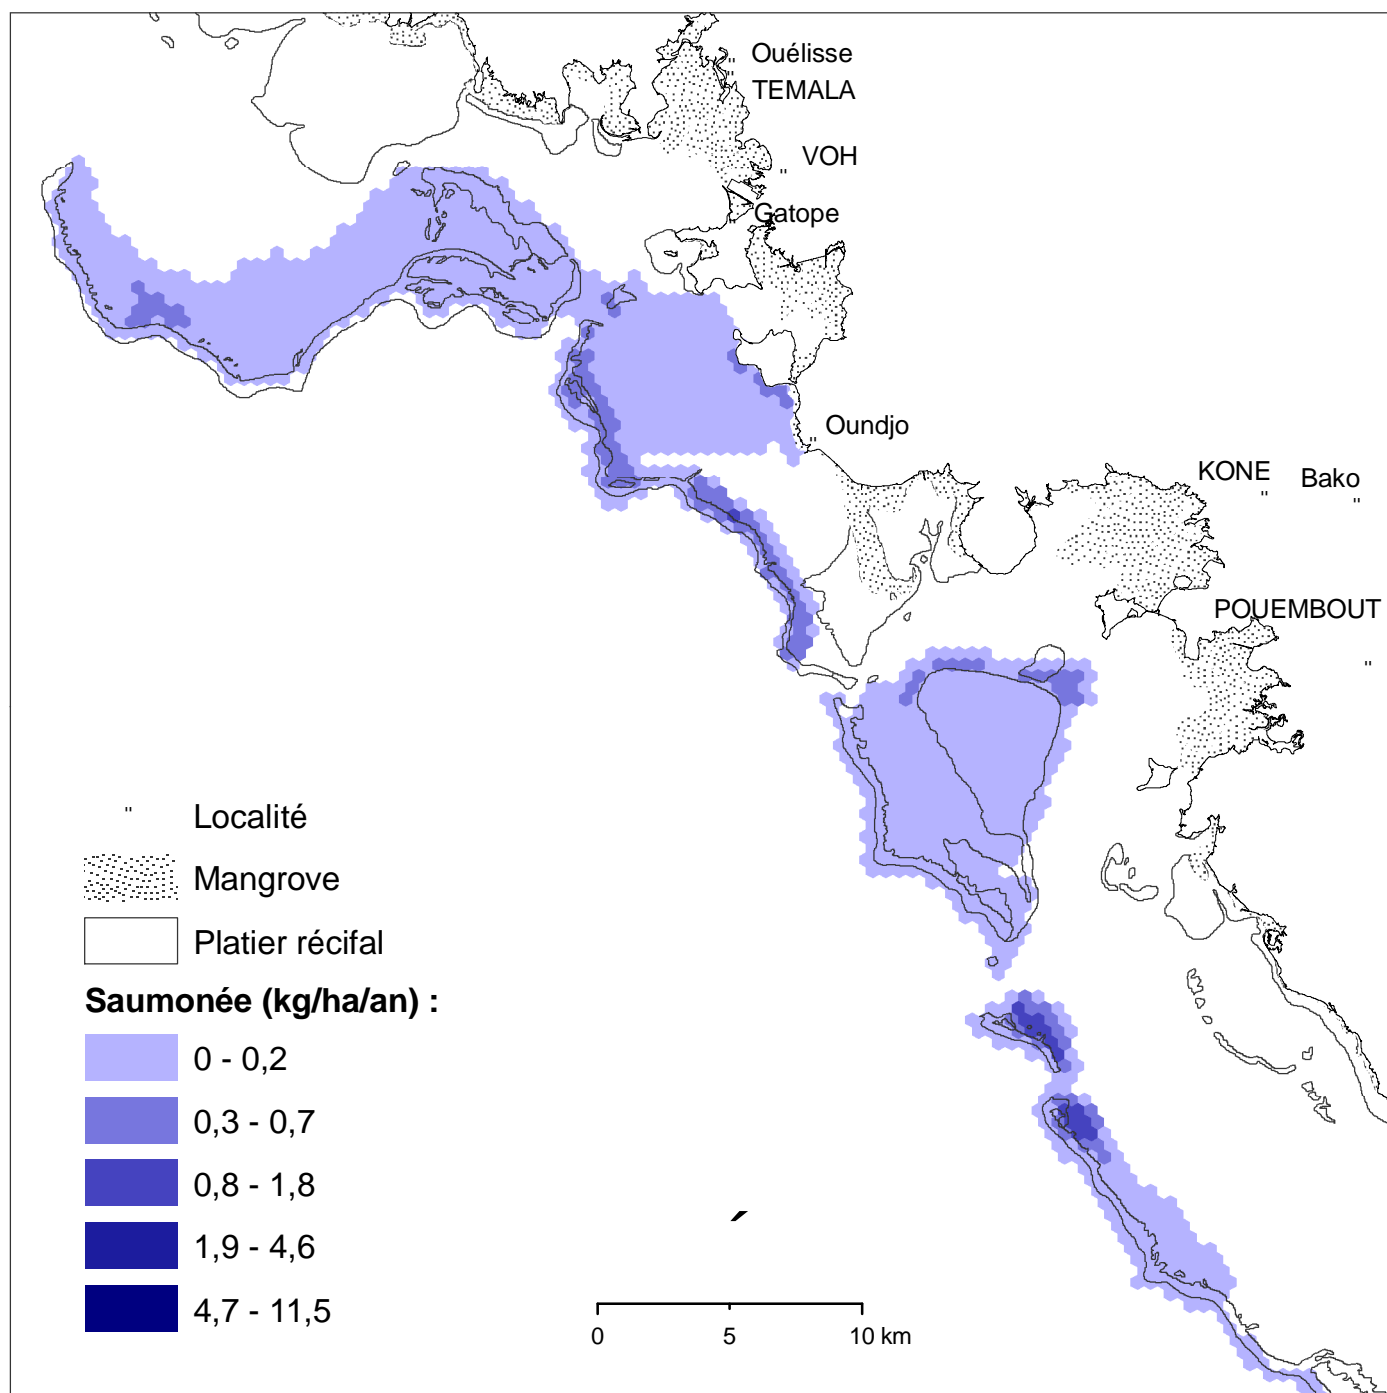 Ouélisse
TEMALA
VOH
Gatope
Oundjo
KONE
Bako
POUEMBOUT
" Localité
Mangrove
Platier récifal
Saumonée (kg/ha/an) :
0 - 0,2
0,3 - 0,7
0,8 - 1,8
1,9 - 4,6
4,7 - 11,5
0 5 10 km